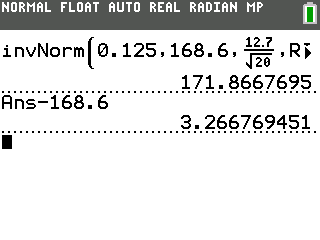 NORMAL FLOAT AUTO REAL RADIAN MP
invNorm(0.125,168.6,12.7/√20,R
171.8667695
Ans-168.6
3.266769451